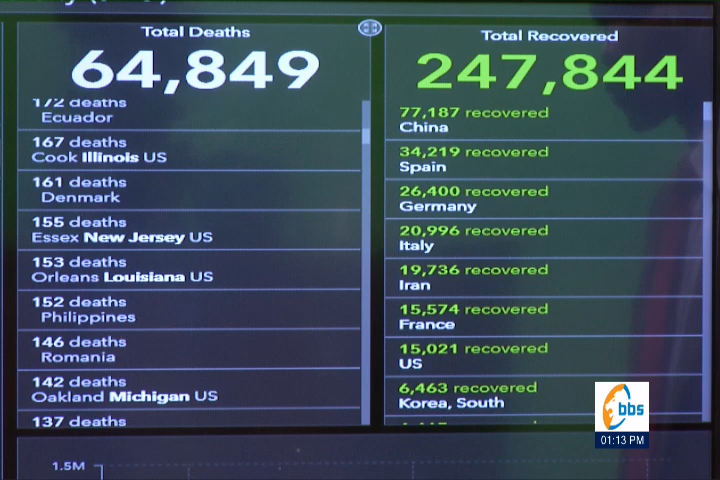 Total Deaths
64,849
172 deaths
Ecuador
167 deaths
Cook Illinois US
161 deaths
Denmark
155 deaths
Essex New Jersey US
153 deaths
Orleans Louisiana US
152 deaths
Philippines
146 deaths
Romania
142 deaths
Oakland Michigan US
137 deaths
Total Recovered
247,844
77,187 recovered
China
34,219 recovered
Spain
26,400 recovered
Germany
20,996 recovered
Italy
19,736 recovered
Iran
15,574 recovered
France
15,021 recovered
US
6,463 recovered
Korea, South
1.5M
bbs
01:13 PM